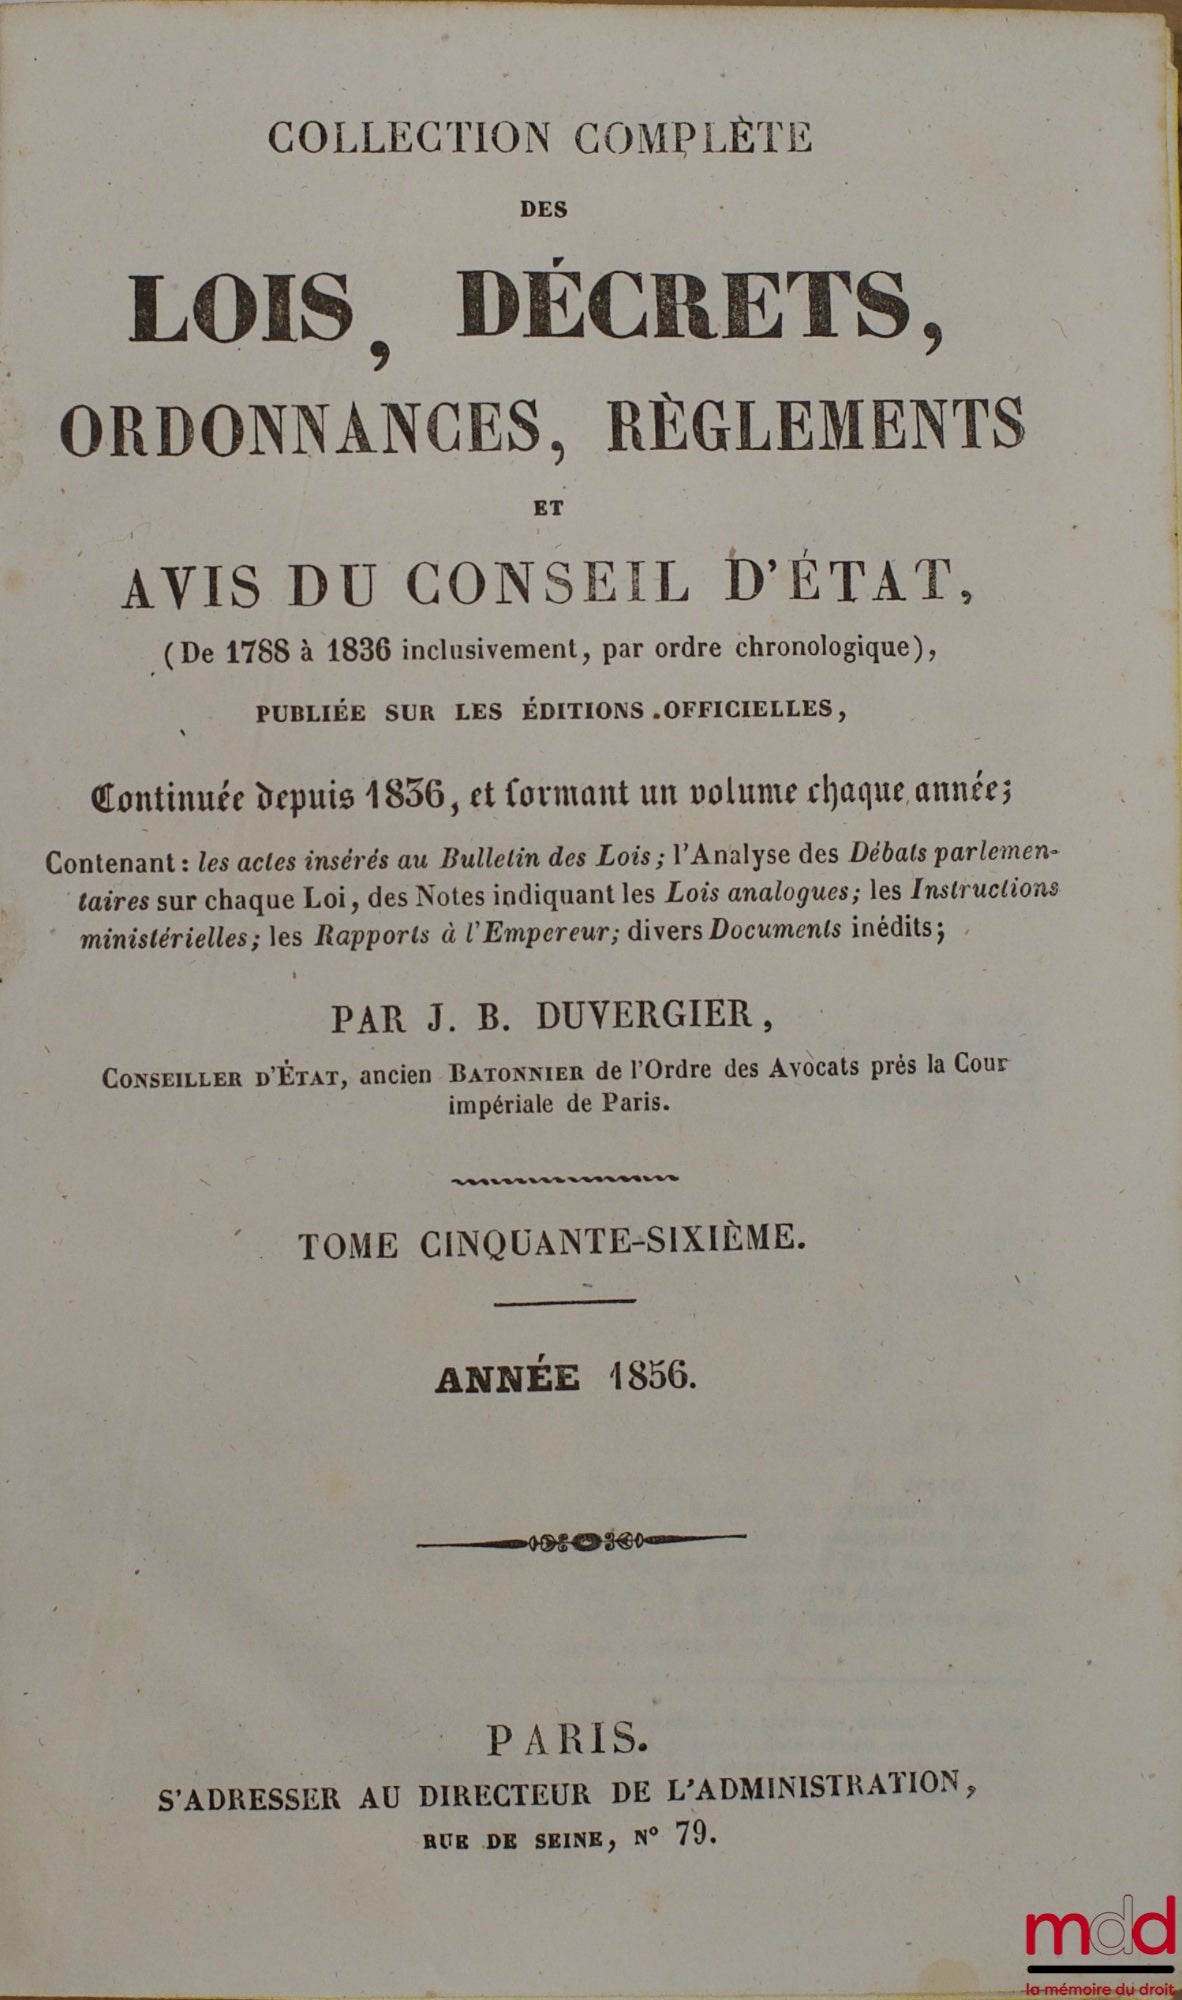 COLLECTION COMPLÈTE
DES
LOIS, DÉCRETS,
ORDONNANCES, RÈGLEMENTS
ET
AVIS DU CONSEIL D'ÉTAT,
(De 1788 à 1836 inclusivement, par ordre chronologique),
PUBLIÉE SUR LES ÉDITIONS OFFICIELLES,
Continuée depuis 1836, et formant un volume chaque année;
Contenant : les actes insérés au Bulletin des Lois; l'Analyse des Débats parlemen-
taires sur chaque Loi, des Notes indiquant les Lois analogues; les Instructions
ministérielles; les Rapports à l'Empereur; divers Documents inédits;
PAR J. B. DUVERGIER,
CONSEILLER D'ÉTAT, ancien BATONNIER de l'Ordre des Avocats près la Cour
impériale de Paris.
TOME CINQUANTE-SIXIÈME.
ANNÉE 1856.
PARIS.
S'ADRESSER AU DIRECTEUR DE L'ADMINISTRATION,
RUE DE SEINE, N° 79.
mdd
la mémoire du droit